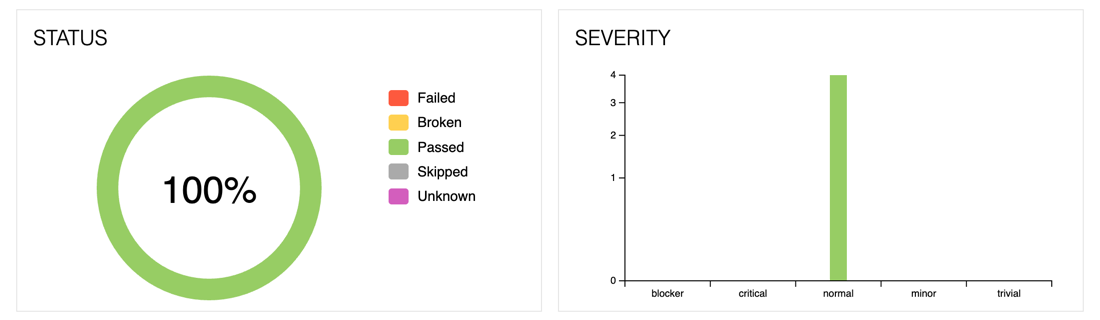 STATUS
100%
Failed
Broken
Passed
Skipped
Unknown
SEVERITY
4
3
2
1
0
blocker critical normal minor trivial